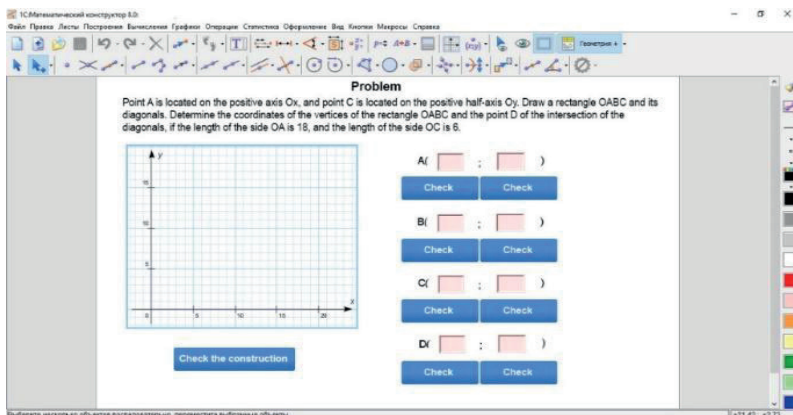 1С:Математический конструктор 8.0:
Файл Правка Листы Построения Вычисления Графики Операции Статистика Оформление Вид Кнопки Макросы Справка
Геометрия 4
Problem
Point A is located on the positive axis Ox, and point C is located on the positive half-axis Oy. Draw a rectangle OABC and its
diagonals. Determine the coordinates of the vertices of the rectangle OABC and the point D of the intersection of the
diagonals, if the length of the side OA is 18, and the length of the side OC is 6.
y
15
10
5
0 5 10 15 20
x
A( ; )
Check Check
B( ; )
Check Check
C( ; )
Check Check
D( ; )
Check Check
Check the construction